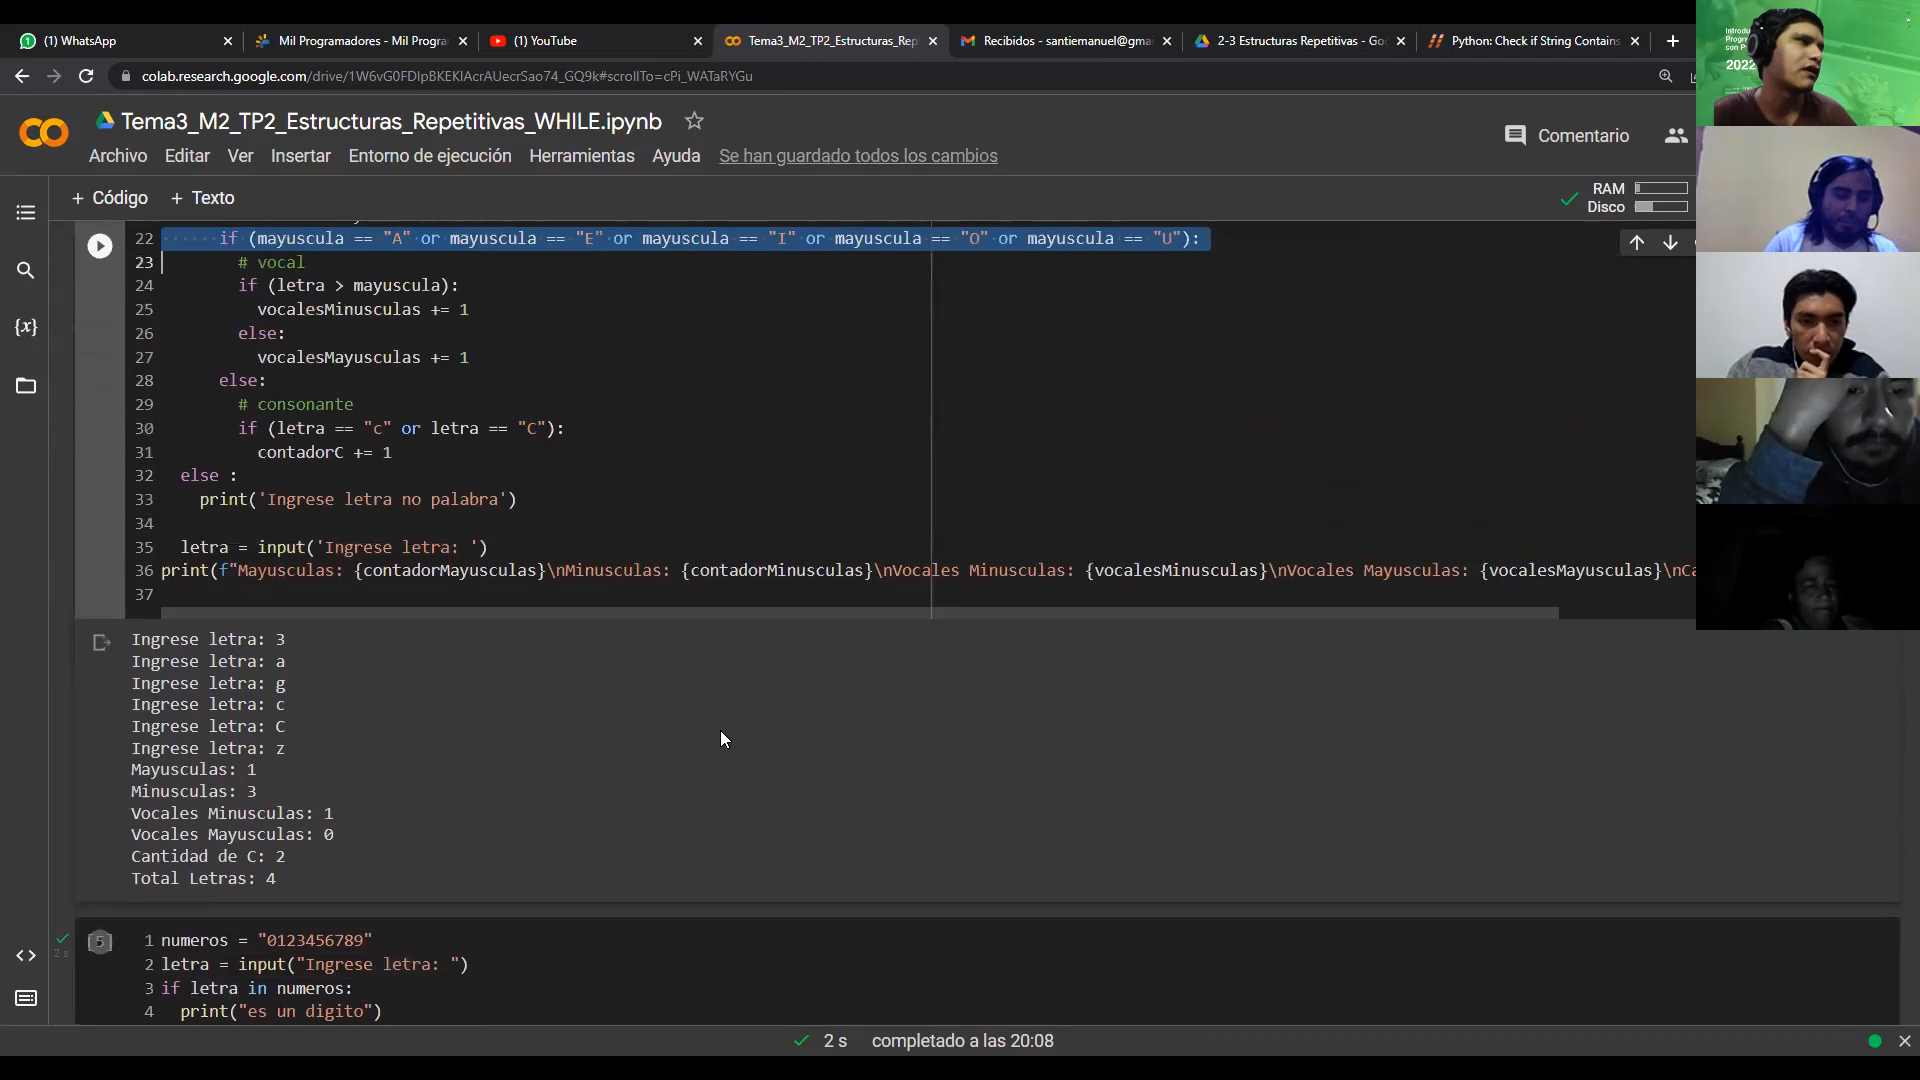 (1) WhatsApp
Mil Programadores - Mil Progra
(1) YouTube
Tema3_M2_TP2_Estructuras_Rep
Recibidos - santiemanuel@gma
2-3 Estructuras Repetitivas - Go
Python: Check if String Contains
colab.research.google.com/drive/1W6vG0FDIpBKEKlAcrAUecrSao74_GQ9k#scrollTo=cPi_WATaRYGu
Tema3_M2_TP2_Estructuras_Repetitivas_WHILE.ipynb
Comentario
Archivo Editar Ver Insertar Entorno de ejecución Herramientas Ayuda Se han guardado todos los cambios
+ Código + Texto
RAM
Disco
22 if (mayuscula == "A" or mayuscula == "E" or mayuscula == "I" or mayuscula == "O" or mayuscula == "U"):
23 # vocal
24 if (letra > mayuscula):
25 vocalesMinusculas += 1
26 else:
27 vocalesMayusculas += 1
28 else:
29 # consonante
30 if (letra == "c" or letra == "C"):
31 contadorC += 1
32 else :
33 print('Ingrese letra no palabra')
34
35 letra = input('Ingrese letra: ')
36 print(f"Mayusculas: {contadorMayusculas}\nMinusculas: {contadorMinusculas}\nVocales Minusculas: {vocalesMinusculas}\nVocales Mayusculas: {vocalesMayusculas}\nCa
37
Ingrese letra: 3
Ingrese letra: a
Ingrese letra: g
Ingrese letra: c
Ingrese letra: C
Ingrese letra: z
Mayusculas: 1
Minusculas: 3
Vocales Minusculas: 1
Vocales Mayusculas: 0
Cantidad de C: 2
Total Letras: 4
[5]
2 s
1 numeros = "0123456789"
2 letra = input("Ingrese letra: ")
3 if letra in numeros:
4 print("es un digito")
2 s completado a las 20:08
Introdu
Progr
con P
2022